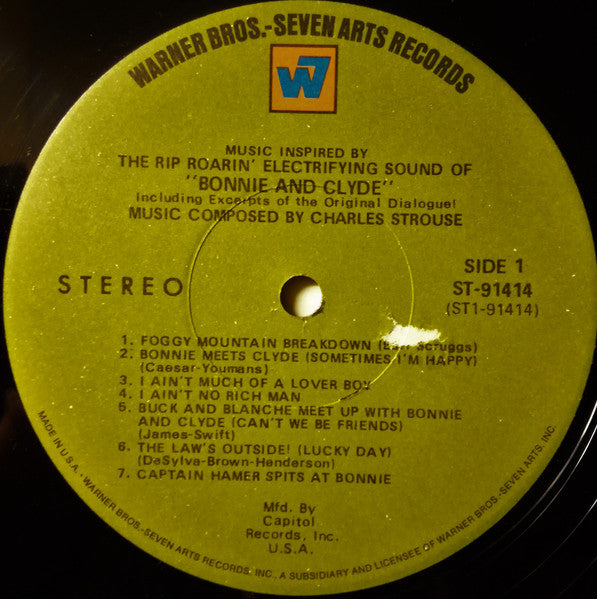 WARNER BROS.-SEVEN ARTS RECORDS
W7
MUSIC INSPIRED BY
THE RIP ROARIN' ELECTRIFYING SOUND OF
"BONNIE AND CLYDE"
including Excerpts of the Original Dialogue!
MUSIC COMPOSED BY CHARLES STROUSE
STEREO
SIDE 1
ST-91414
(ST1-91414)
1. FOGGY MOUNTAIN BREAKDOWN (Earl Scruggs)
2. BONNIE MEETS CLYDE (SOMETIMES I'M HAPPY)
(Caesar-Youmans)
3. I AIN'T MUCH OF A LOVER BOY
4. I AIN'T NO RICH MAN
5. BUCK AND BLANCHE MEET UP WITH BONNIE
AND CLYDE (CAN'T WE BE FRIENDS)
(James-Swift)
6. THE LAW'S OUTSIDE! (LUCKY DAY)
(DaSylva-Brown-Henderson)
7. CAPTAIN HAMER SPITS AT BONNIE
Mfd. By
Capitol
Records, Inc.
U.S.A.
MADE IN U.S.A. • WARNER BROS.-SEVEN ARTS RECORDS, INC., A SUBSIDIARY AND LICENSEE OF WARNER BROS.-SEVEN ARTS, INC.